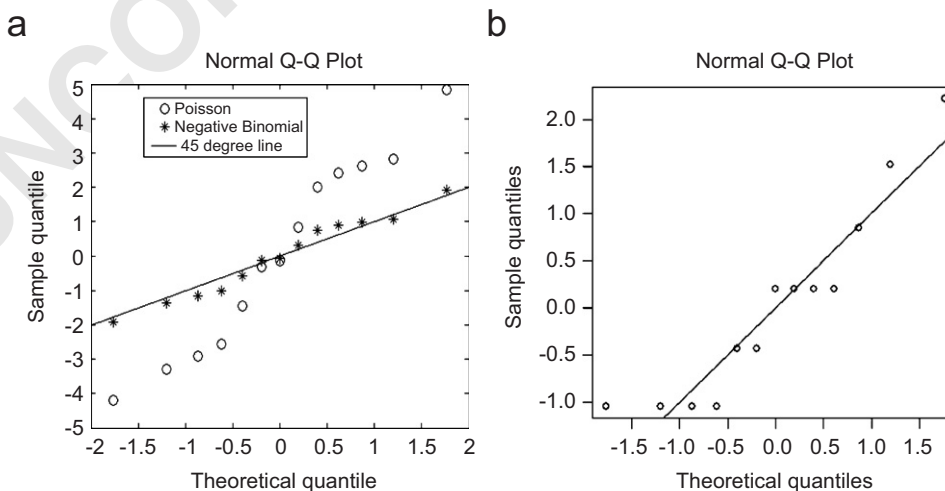 a
Normal Q-Q Plot
Poisson
Negative Binomial
45 degree line
5
4
3
2
1
0
-1
-2
-3
-4
-5
Sample quantile
-2 -1.5 -1 -0.5 0 0.5 1 1.5 2
Theoretical quantile
b
Normal Q-Q Plot
2.0
1.5
1.0
0.5
0.0
-0.5
-1.0
Sample quantiles
-1.5 -1.0 -0.5 0.0 0.5 1.0 1.5
Theoretical quantiles